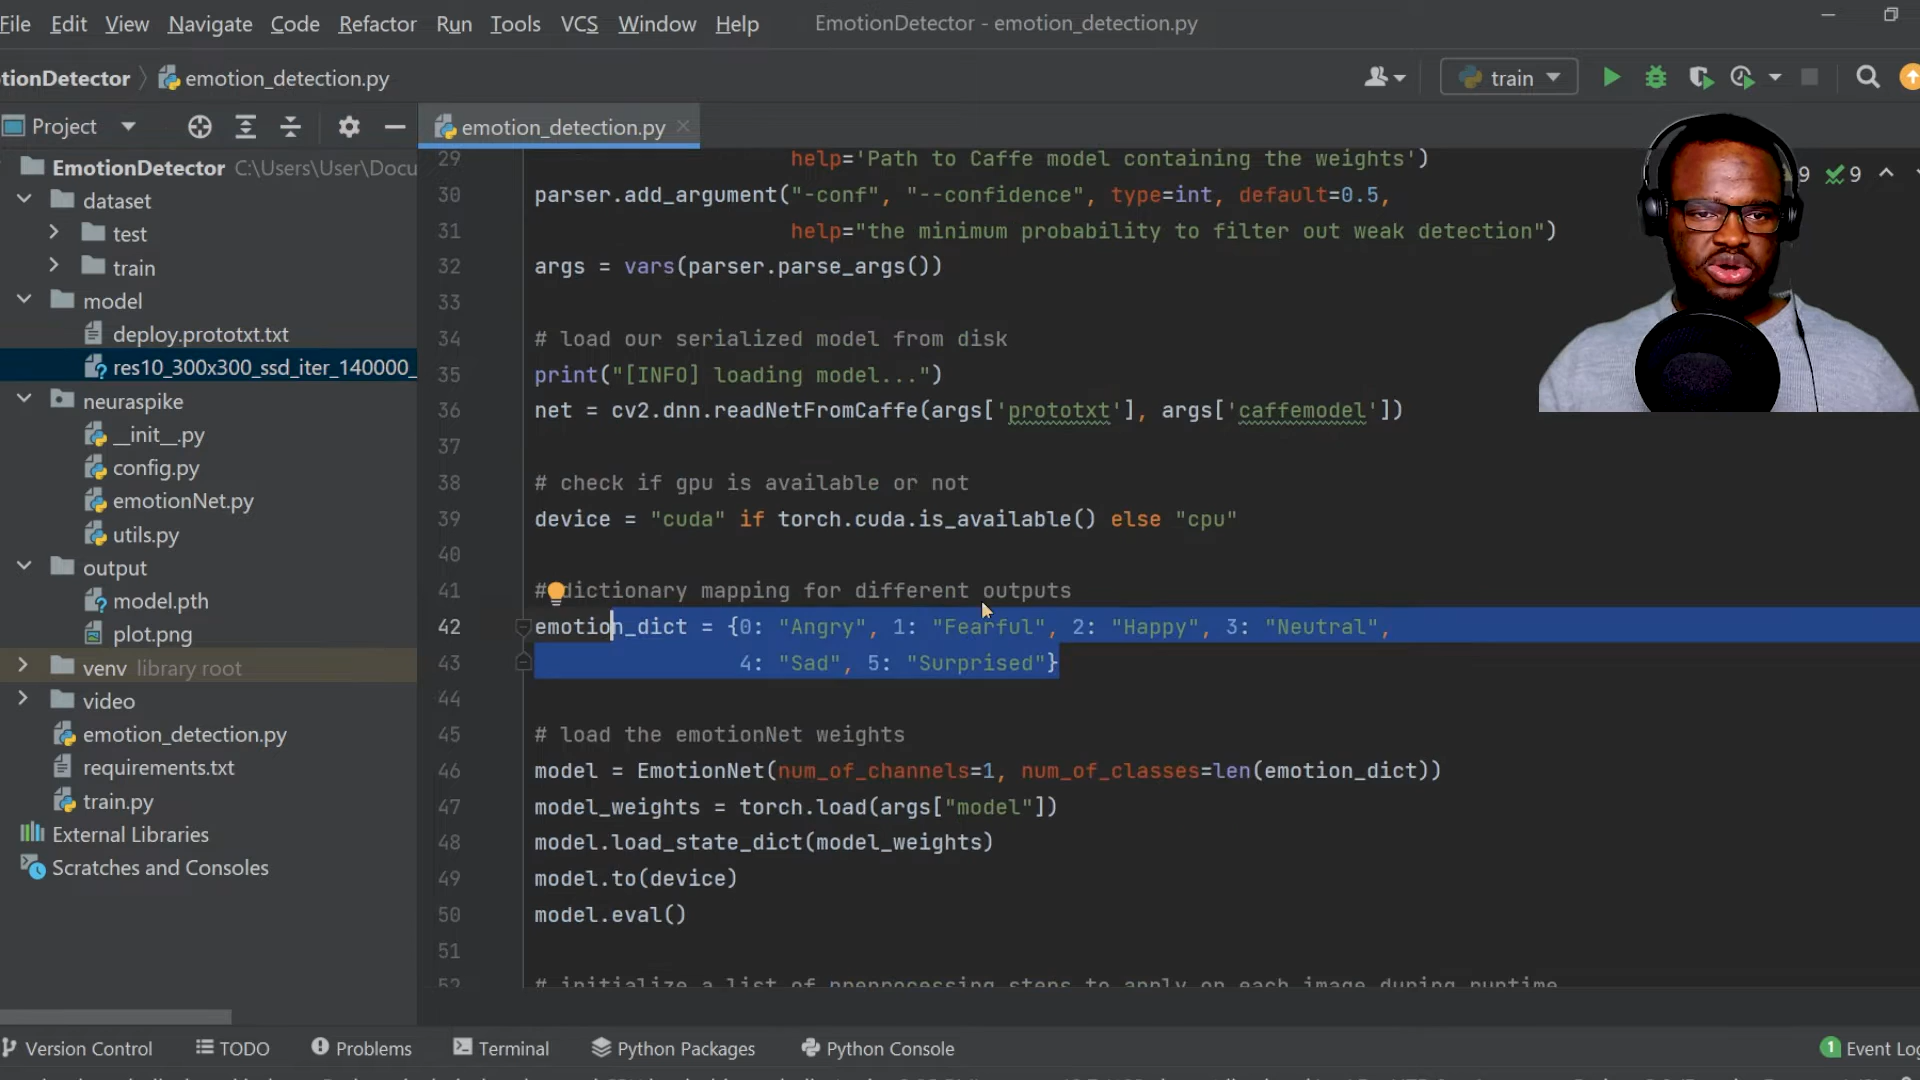 File Edit View Navigate Code Refactor Run Tools VCS Window Help EmotionDetector - emotion_detection.py
tionDetector emotion_detection.py train
Project
emotion_detection.py
EmotionDetector C:\Users\User\Docu
dataset
test
train
model
deploy.prototxt.txt
res10_300x300_ssd_iter_140000_
neuraspike
__init__.py
config.py
emotionNet.py
utils.py
output
model.pth
plot.png
venv library root
video
emotion_detection.py
requirements.txt
train.py
External Libraries
Scratches and Consoles
29 help='Path to Caffe model containing the weights')
9 9
30 parser.add_argument("-conf", "--confidence", type=int, default=0.5,
31 help="the minimum probability to filter out weak detection")
32 args = vars(parser.parse_args())
33
34 # load our serialized model from disk
35 print("[INFO] loading model...")
36 net = cv2.dnn.readNetFromCaffe(args['prototxt'], args['caffemodel'])
37
38 # check if gpu is available or not
39 device = "cuda" if torch.cuda.is_available() else "cpu"
40
41 # dictionary mapping for different outputs
42 emotion_dict = {0: "Angry", 1: "Fearful", 2: "Happy", 3: "Neutral",
43 4: "Sad", 5: "Surprised"}
44
45 # load the emotionNet weights
46 model = EmotionNet(num_of_channels=1, num_of_classes=len(emotion_dict))
47 model_weights = torch.load(args["model"])
48 model.load_state_dict(model_weights)
49 model.to(device)
50 model.eval()
51
52 # initialize a list of preprocessing steps to apply on each image during runtime
Version Control TODO Problems Terminal Python Packages Python Console 1 Event Log